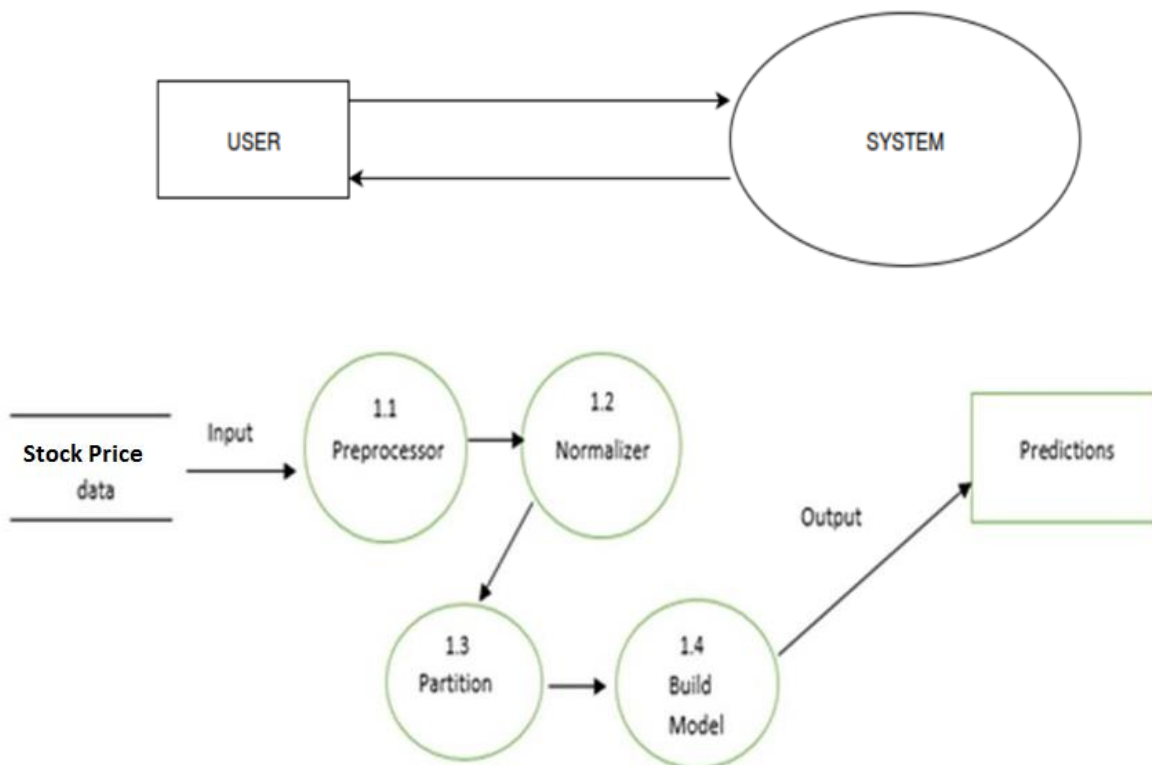 USER
SYSTEM
Stock Price
data
Input
1.1
Preprocessor
1.2
Normalizer
1.3
Partition
1.4
Build
Model
Output
Predictions